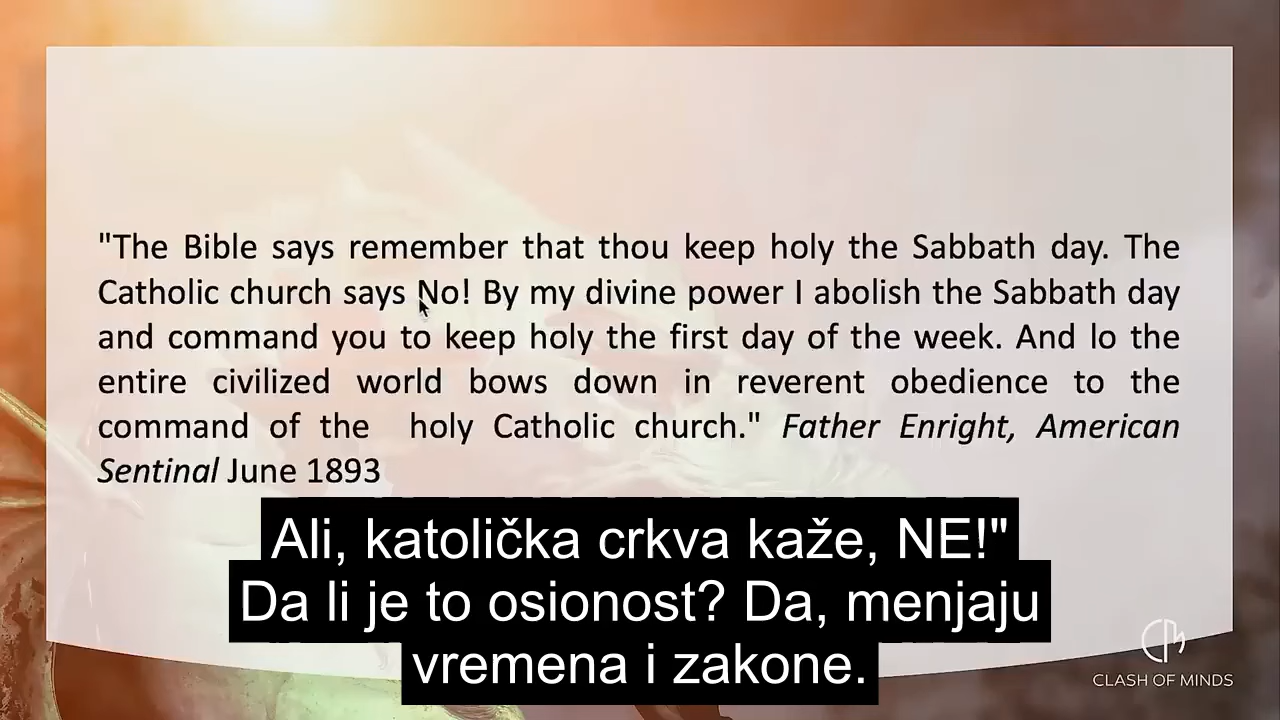 "The Bible says remember that thou keep holy the Sabbath day. The
Catholic church says No! By my divine power I abolish the Sabbath day
and command you to keep holy the first day of the week. And lo the
entire civilized world bows down in reverent obedience to the
command of the holy Catholic church." Father Enright, American
Sentinal June 1893
Ali, katolička crkva kaže, NE!"
Da li je to osionost? Da, menjaju
vremena i zakone.
CLASH OF MINDS